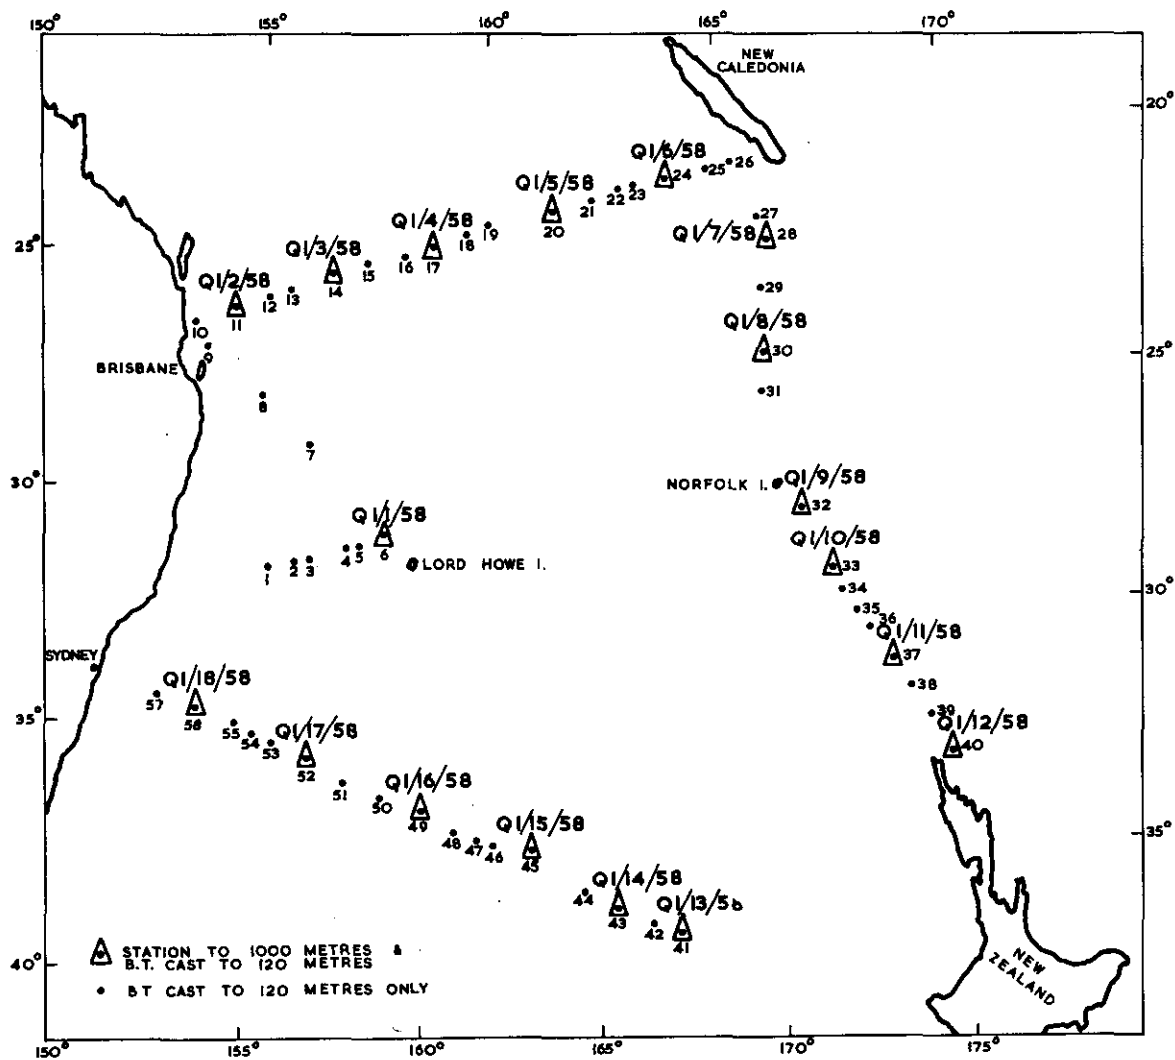 150° 155° 160° 165° 170°
NEW
CALEDONIA
20°
Q1/6/58
24 25 26
Q1/5/58
20 21 22 23
27
Q1/7/58 28
Q1/4/58
17 18 19
25°
Q1/3/58
14 15 16
Q1/2/58
11 12 13
29
10
9
Q1/8/58
30
25°
BRISBANE
31
8
7
30°
NORFOLK I.
Q1/9/58
32
Q1/1/58
1 2 3 4 5 6
LORD HOWE I.
Q1/10/58
33
34
30°
35
36
Q1/11/58
37
SYDNEY
38
57
Q1/18/58
58
39
35°
55 54 53
Q1/17/58
52
Q1/12/58
40
51 50
Q1/16/58
49
35°
48 47 46
Q1/15/58
45
44
Q1/14/58
43
42
Q1/13/58
41
STATION TO 1000 METRES &
B.T. CAST TO 120 METRES
40°
BT CAST TO 120 METRES ONLY
NEW
ZEALAND
150° 155° 160° 165° 170° 175°